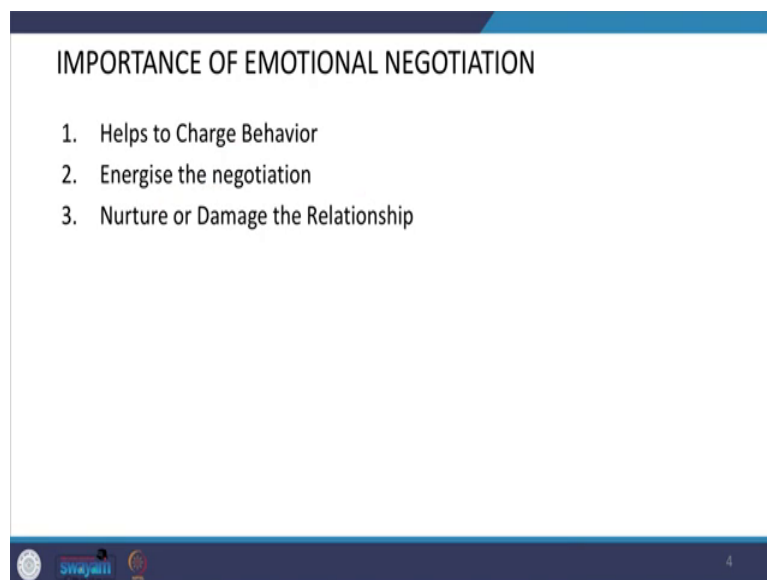 IMPORTANCE OF EMOTIONAL NEGOTIATION
1. Helps to Charge Behavior
2. Energise the negotiation
3. Nurture or Damage the Relationship
swayam
4